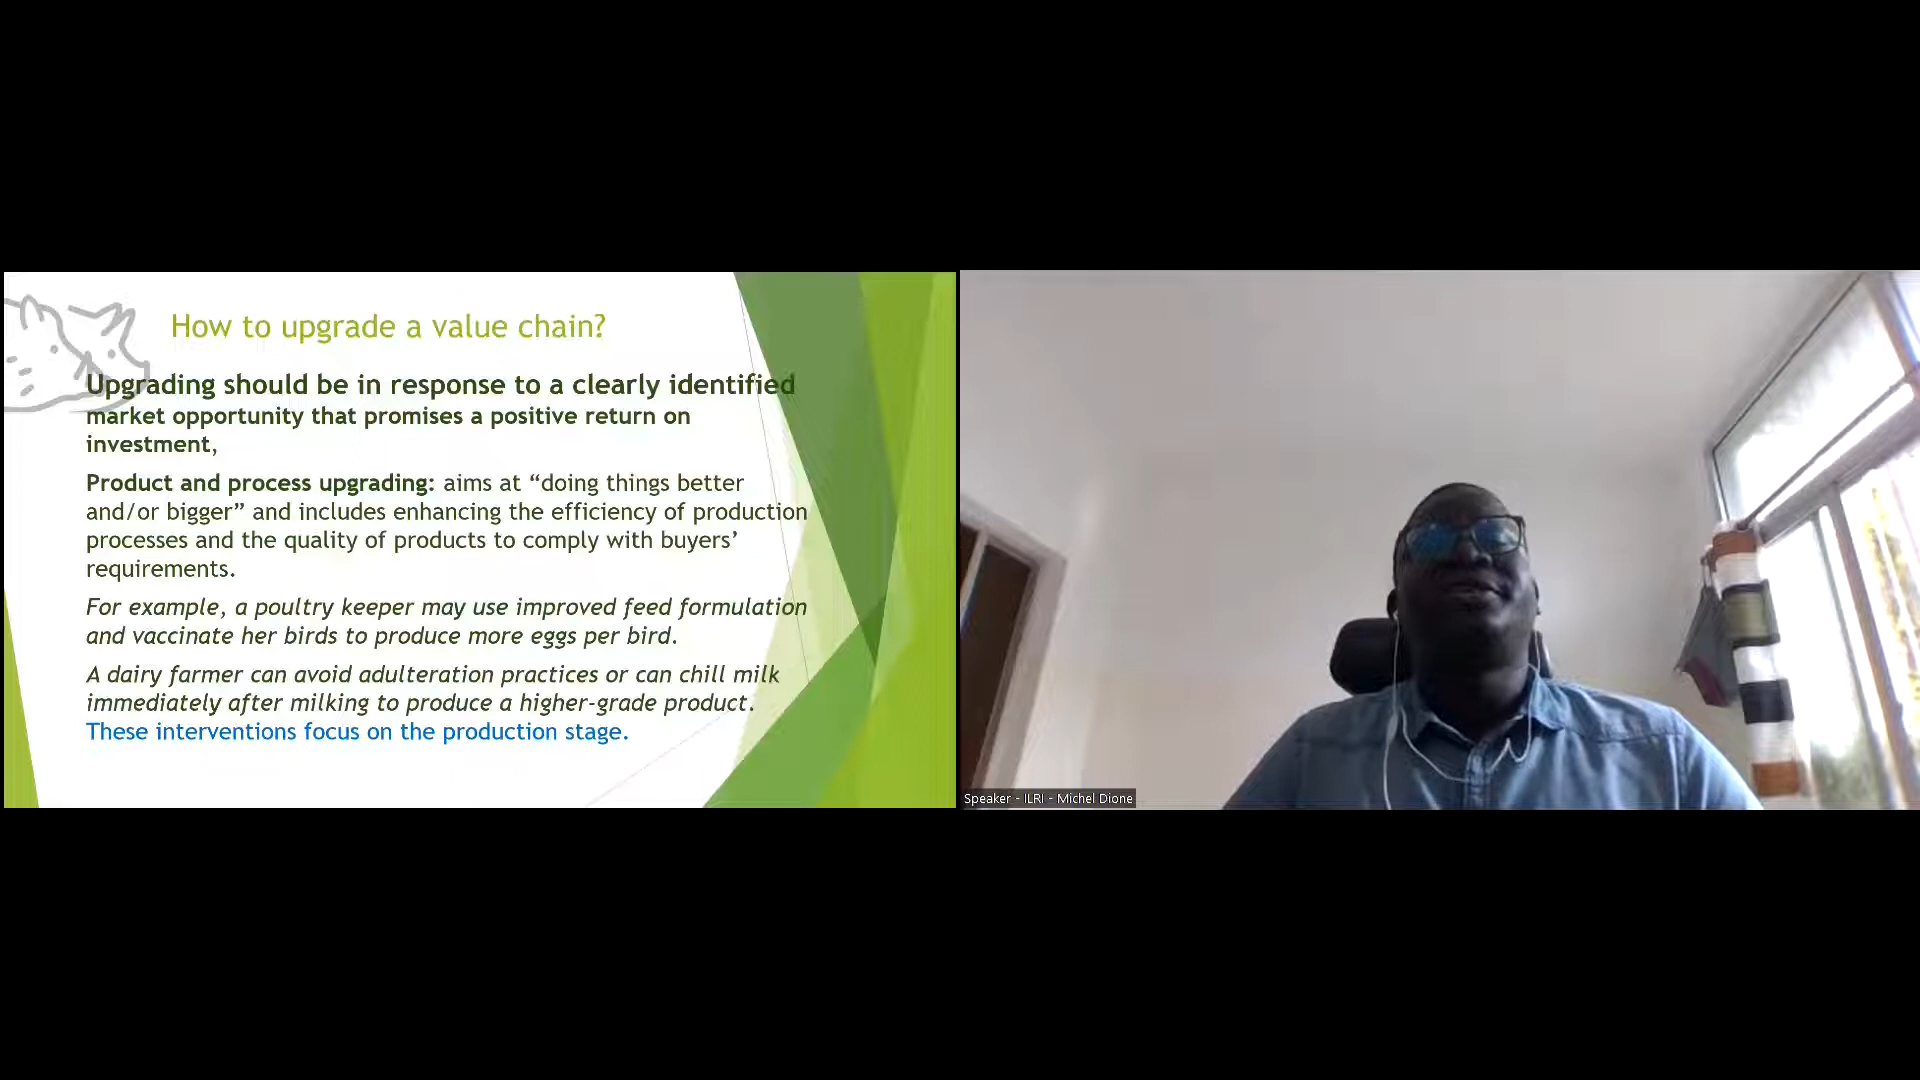 How to upgrade a value chain?
Upgrading should be in response to a clearly identified
market opportunity that promises a positive return on
investment,
Product and process upgrading: aims at “doing things better
and/or bigger” and includes enhancing the efficiency of production
processes and the quality of products to comply with buyers’
requirements.
For example, a poultry keeper may use improved feed formulation
and vaccinate her birds to produce more eggs per bird.
A dairy farmer can avoid adulteration practices or can chill milk
immediately after milking to produce a higher-grade product.
These interventions focus on the production stage.
Speaker - ILRI - Michel Dione